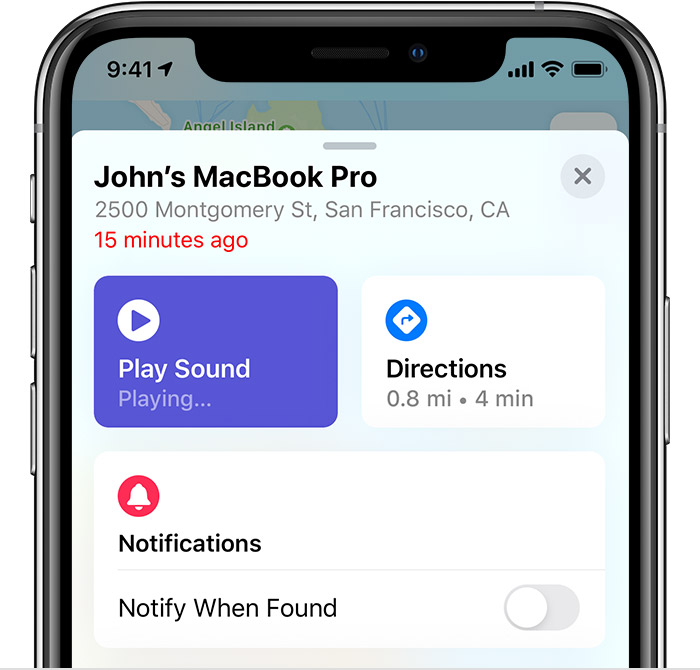 9:41
Angel Island
John’s MacBook Pro
2500 Montgomery St, San Francisco, CA
15 minutes ago
Play Sound
Playing...
Directions
0.8 mi • 4 min
Notifications
Notify When Found